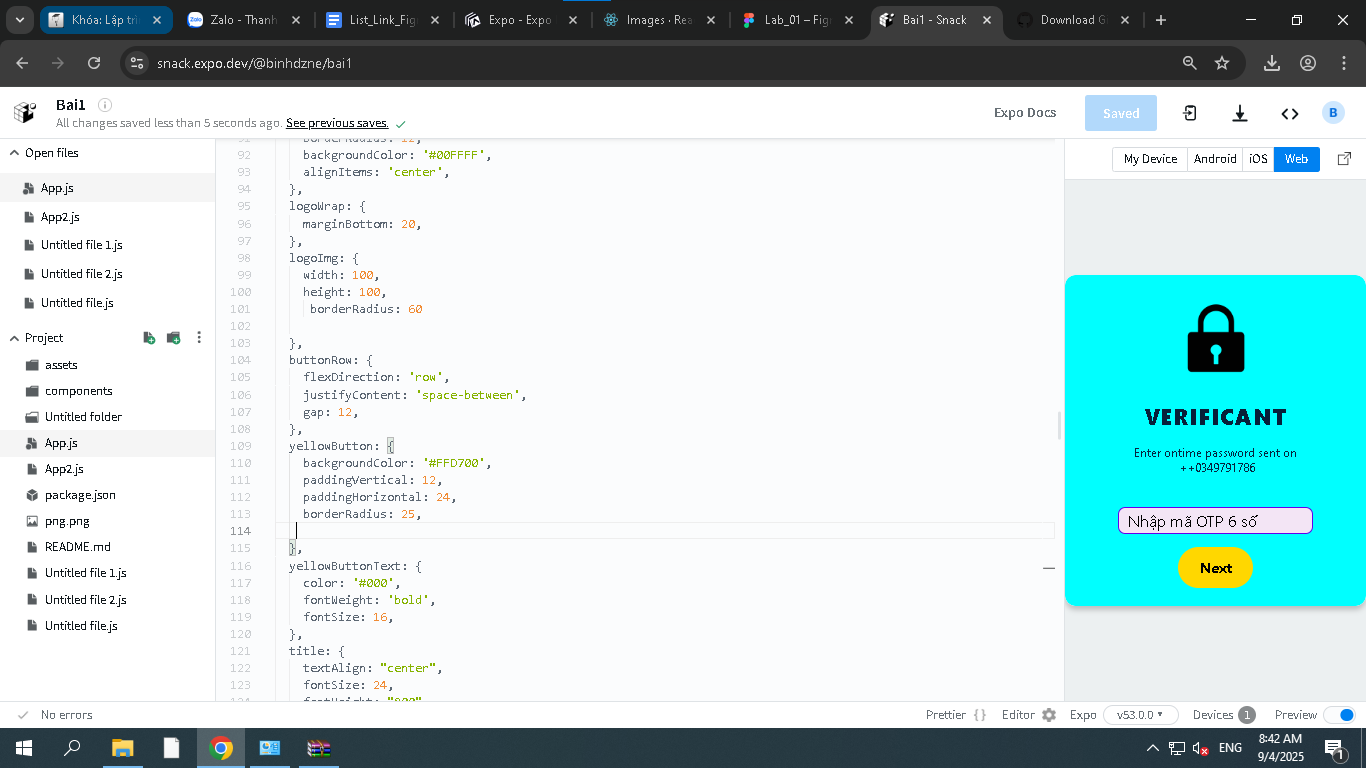 Khóa: Lập trì
Zalo - Thanh
List_Link_Fig
Expo - Expo
Images · Rea
Lab_01 – Fig
Bai1 - Snack
Download G
snack.expo.dev/@binhdzne/bai1
Bai1
All changes saved less than 5 seconds ago. See previous saves.
Expo Docs
Saved
B
Open files
App.js
App2.js
Untitled file 1.js
Untitled file 2.js
Untitled file.js
Project
assets
components
Untitled folder
App.js
App2.js
package.json
png.png
README.md
Untitled file 1.js
Untitled file 2.js
Untitled file.js
92 backgroundColor: '#00FFFF',
93 alignItems: 'center',
94 },
95 logoWrap: {
96 marginBottom: 20,
97 },
98 logoImg: {
99 width: 100,
100 height: 100,
101 borderRadius: 60
102
103 },
104 buttonRow: {
105 flexDirection: 'row',
106 justifyContent: 'space-between',
107 gap: 12,
108 },
109 yellowButton: {
110 backgroundColor: '#FFD700',
111 paddingVertical: 12,
112 paddingHorizontal: 24,
113 borderRadius: 25,
114
115 },
116 yellowButtonText: {
117 color: '#000',
118 fontWeight: 'bold',
119 fontSize: 16,
120 },
121 title: {
122 textAlign: "center",
123 fontSize: 24,
My Device
Android
iOS
Web
VERIFICANT
Enter ontime password sent on
++0349791786
Nhập mã OTP 6 số
Next
No errors
Prettier { }
Editor
Expo
v53.0.0
Devices 1
Preview
ENG
8:42 AM
9/4/2025
1